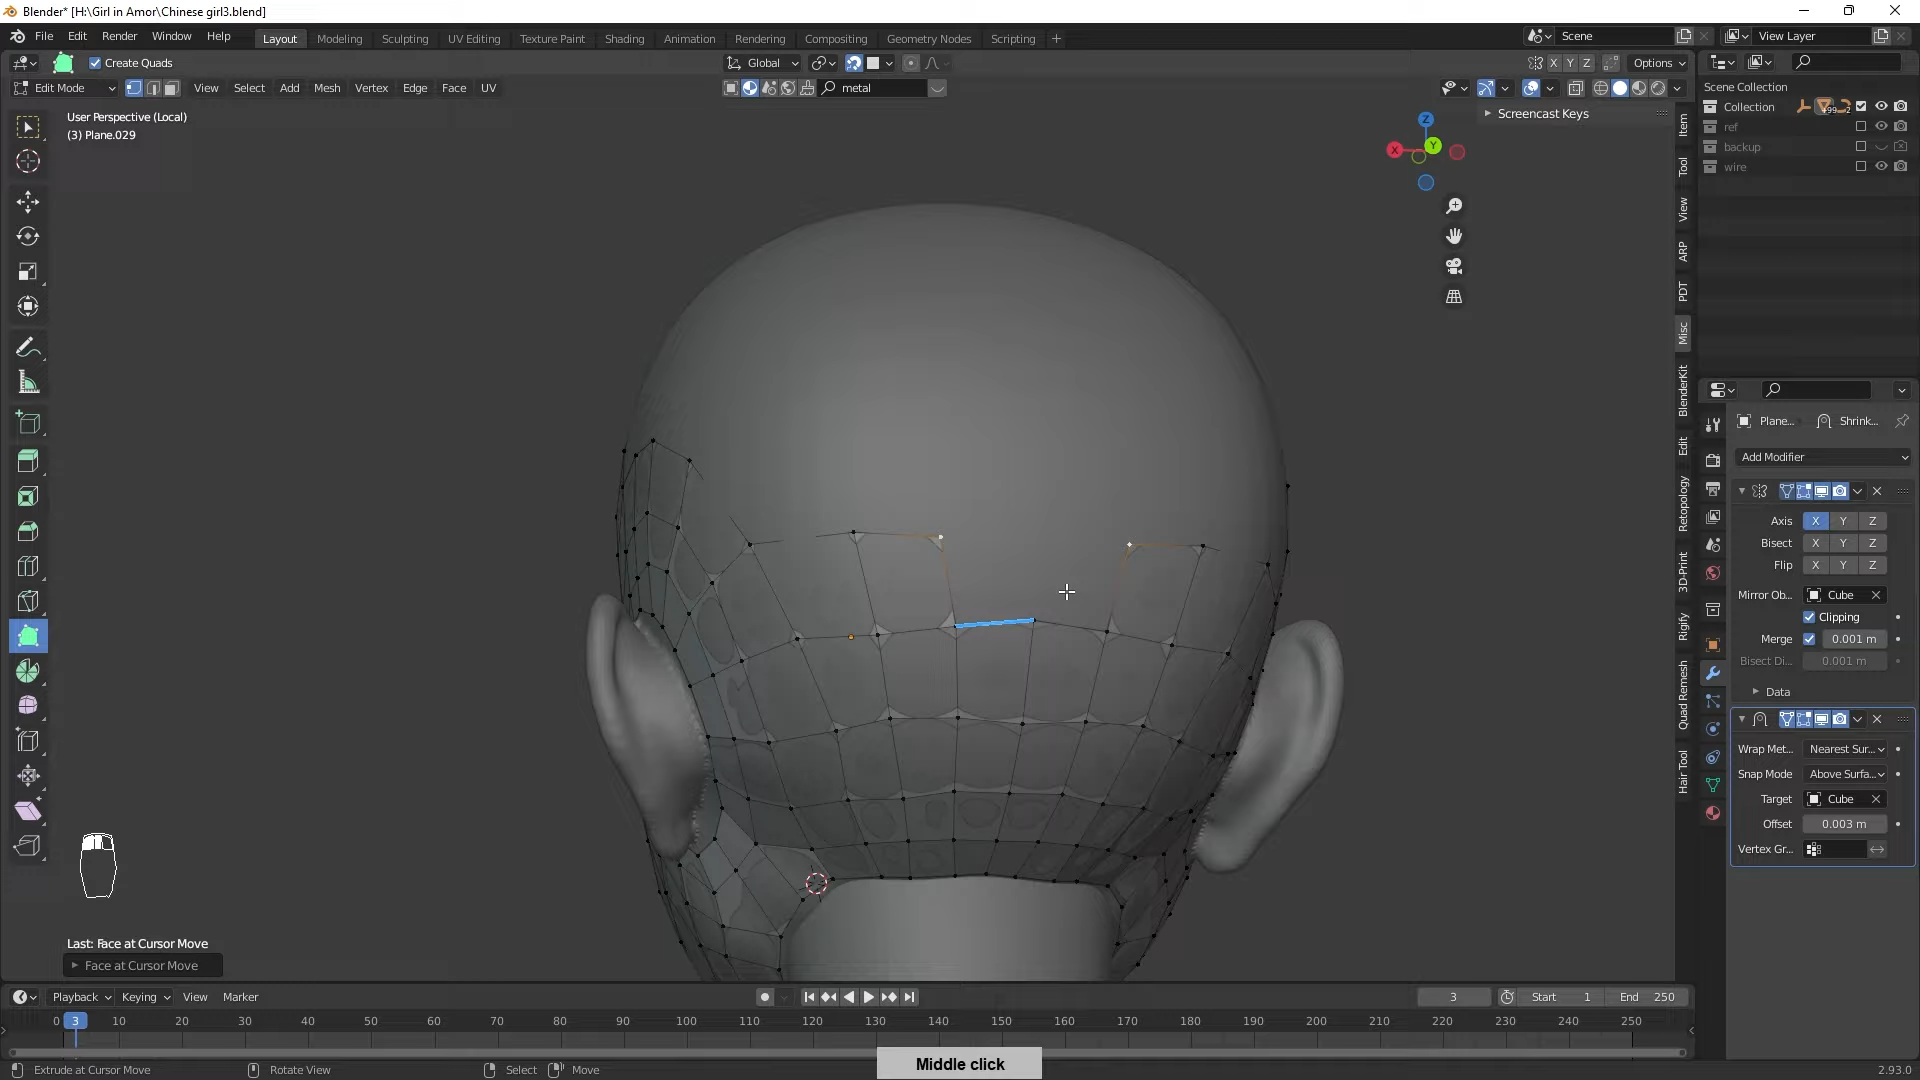 Blender* [H:\Girl in Amor\Chinese girl3.blend]
File Edit Render Window Help Layout Modeling Sculpting UV Editing Texture Paint Shading Animation Rendering Compositing Geometry Nodes Scripting + Scene View Layer
Create Quads Global X Y Z Options
Edit Mode View Select Add Mesh Vertex Edge Face UV metal
User Perspective (Local)
(3) Plane.029
Screencast Keys
Z
Y
X
Item
Tool
View
ARP
PDT
Misc
BlenderKit
Edit
Retopology
3D-Print
Rigify
Quad Remesh
Hair Tool
Scene Collection
Collection
ref
backup
wire
Plane... Shrink...
Add Modifier
Axis X Y Z
Bisect X Y Z
Flip X Y Z
Mirror Ob... Cube
Clipping
Merge 0.001 m
Bisect Di... 0.001 m
Data
Wrap Met... Nearest Sur...
Snap Mode Above Surfa...
Target Cube
Offset 0.003 m
Vertex Gr...
Last: Face at Cursor Move
Face at Cursor Move
Playback Keying View Marker 3 Start 1 End 250
0 3 10 20 30 40 50 60 70 80 90 100 110 120 130 140 150 160 170 180 190 200 210 220 230 240 250
Middle click
Extrude at Cursor Move Rotate View Select Move 2.93.0